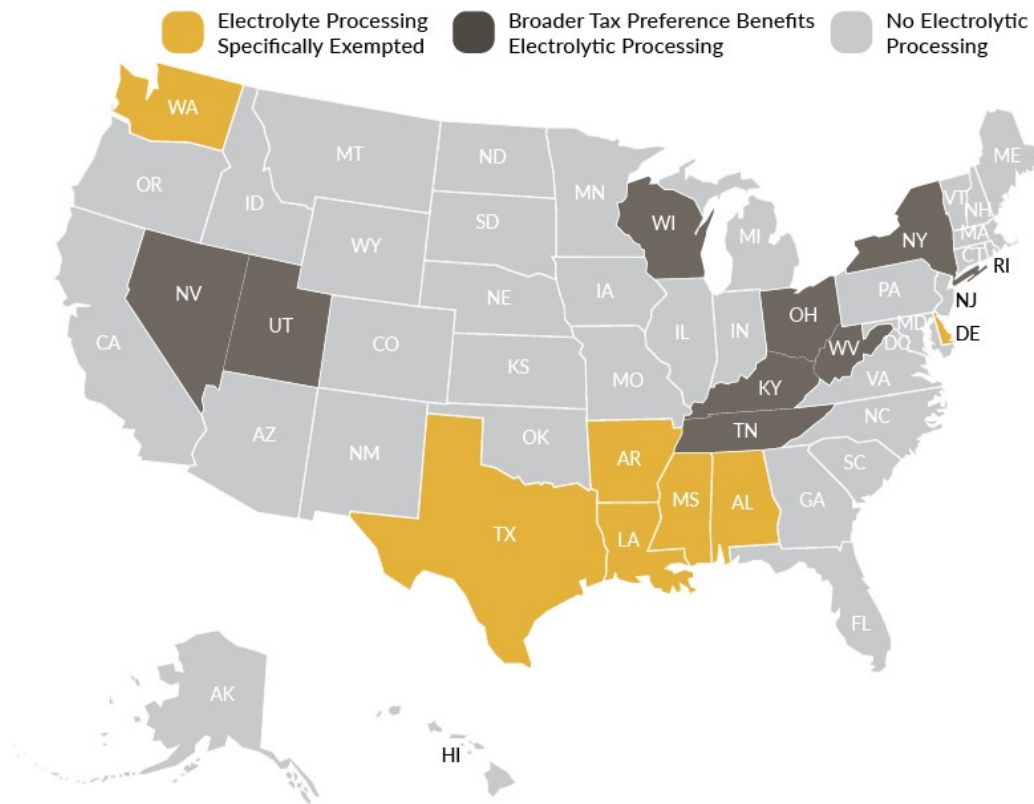 Electrolyte Processing
Specifically Exempted
Broader Tax Preference Benefits
Electrolytic Processing
No Electrolytic
Processing
WA
MT
ND
MN
ME
OR
ID
SD
WI
MI
VT
NH
NY
MA
CT
RI
WY
NV
UT
NE
IA
PA
NJ
CA
CO
IL
IN
OH
MD
DE
WV
DC
KS
MO
KY
VA
AZ
NM
OK
TN
NC
AR
SC
TX
LA
MS
AL
GA
FL
AK
HI